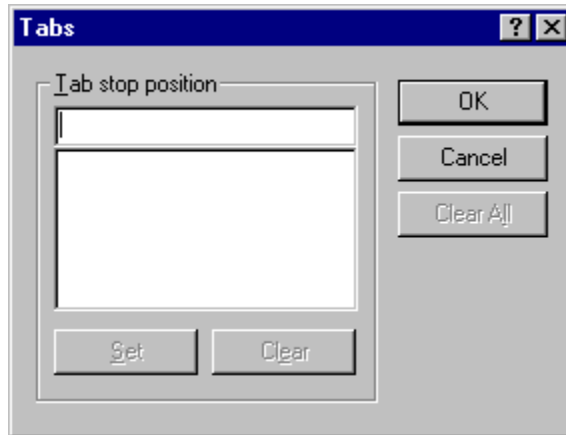 Tabs
Tab stop position
OK
Cancel
Clear All
Set
Clear